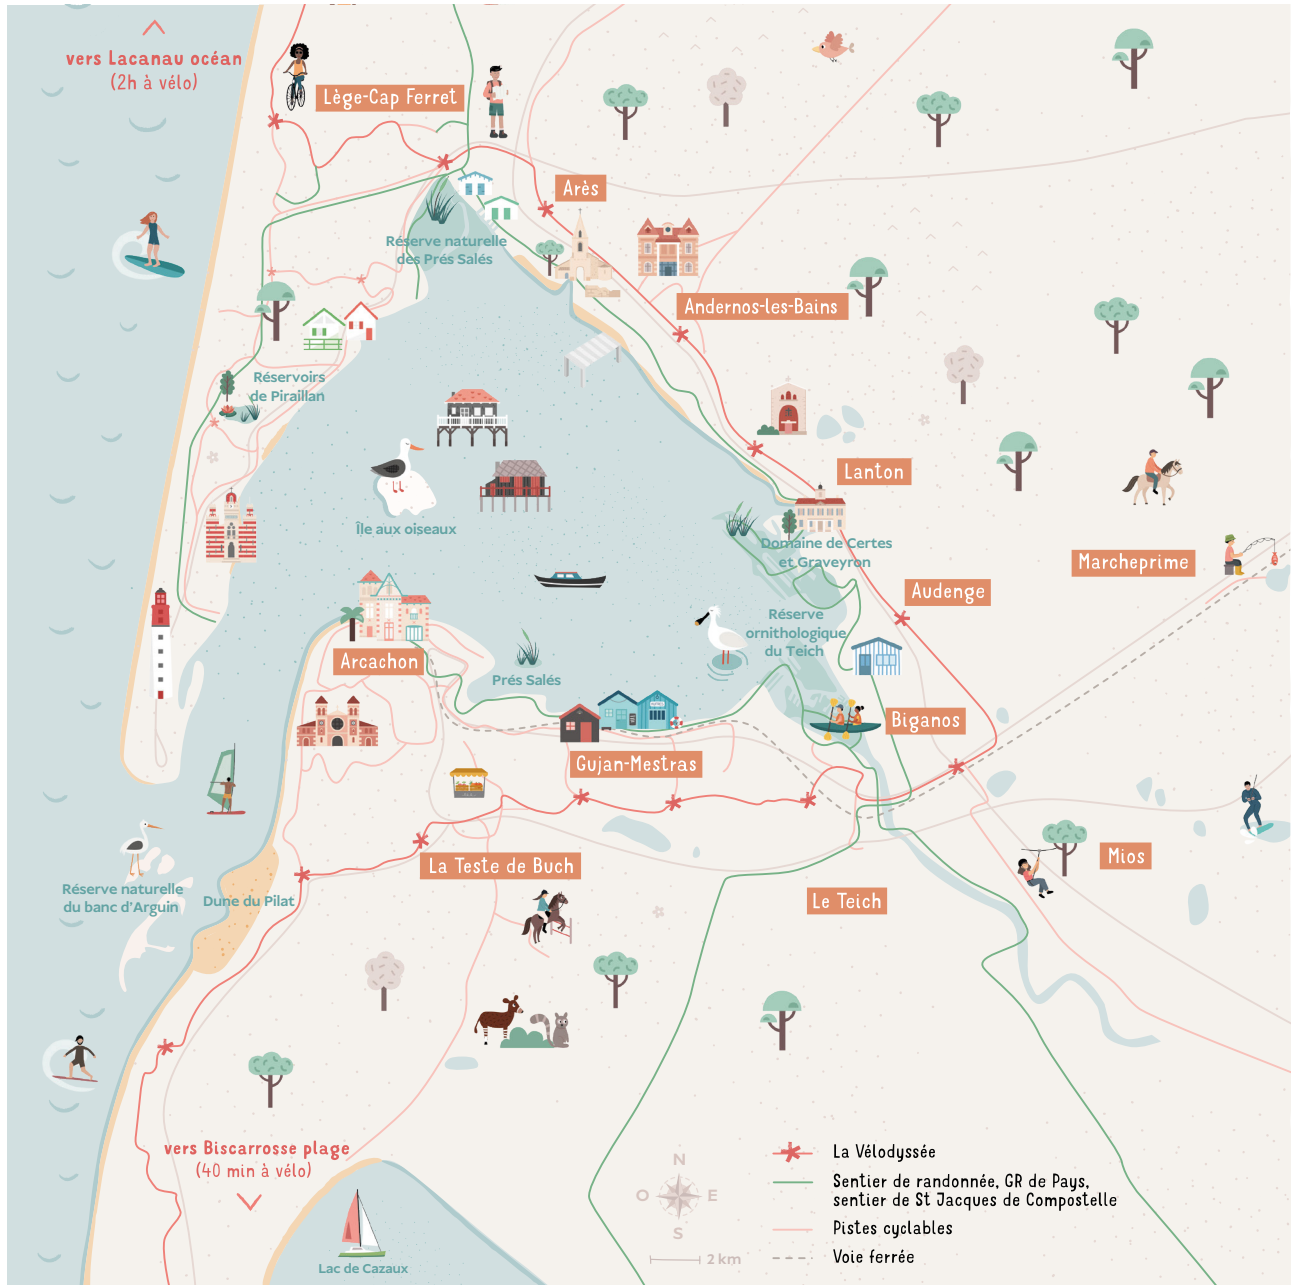 vers Lacanau océan
(2h à vélo)
Lège-Cap Ferret
Arès
Réserve naturelle
des Prés Salés
Andernos-les-Bains
Réservoirs
de Piraillan
Lanton
Île aux oiseaux
Domaine de Certes
et Graveyron
Marcheprime
Audenge
Réserve
ornithologique
du Teich
Arcachon
Prés Salés
Biganos
Gujan-Mestras
La Teste de Buch
Mios
Réserve naturelle
du banc d'Arguin
Dune du Pilat
Le Teich
vers Biscarrosse plage
(40 min à vélo)
Lac de Cazaux
N
O
E
S
2 km
La Vélodyssée
Sentier de randonnée, GR de Pays,
sentier de St Jacques de Compostelle
Pistes cyclables
Voie ferrée